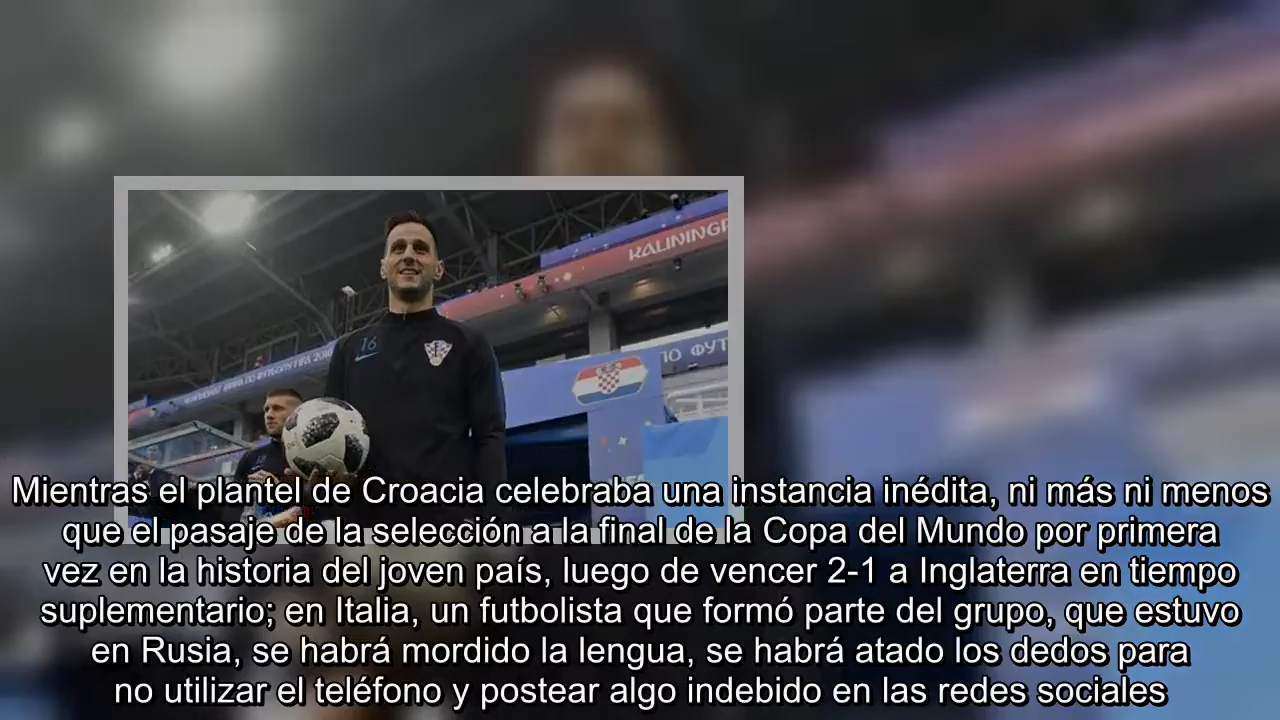 KALININGR
16
ПО ФУТ
Mientras el plantel de Croacia celebraba una instancia inédita, ni más ni menos
que el pasaje de la selección a la final de la Copa del Mundo por primera
vez en la historia del joven país, luego de vencer 2-1 a Inglaterra en tiempo
suplementario; en Italia, un futbolista que formó parte del grupo, que estuvo
en Rusia, se habrá mordido la lengua, se habrá atado los dedos para
no utilizar el teléfono y postear algo indebido en las redes sociales